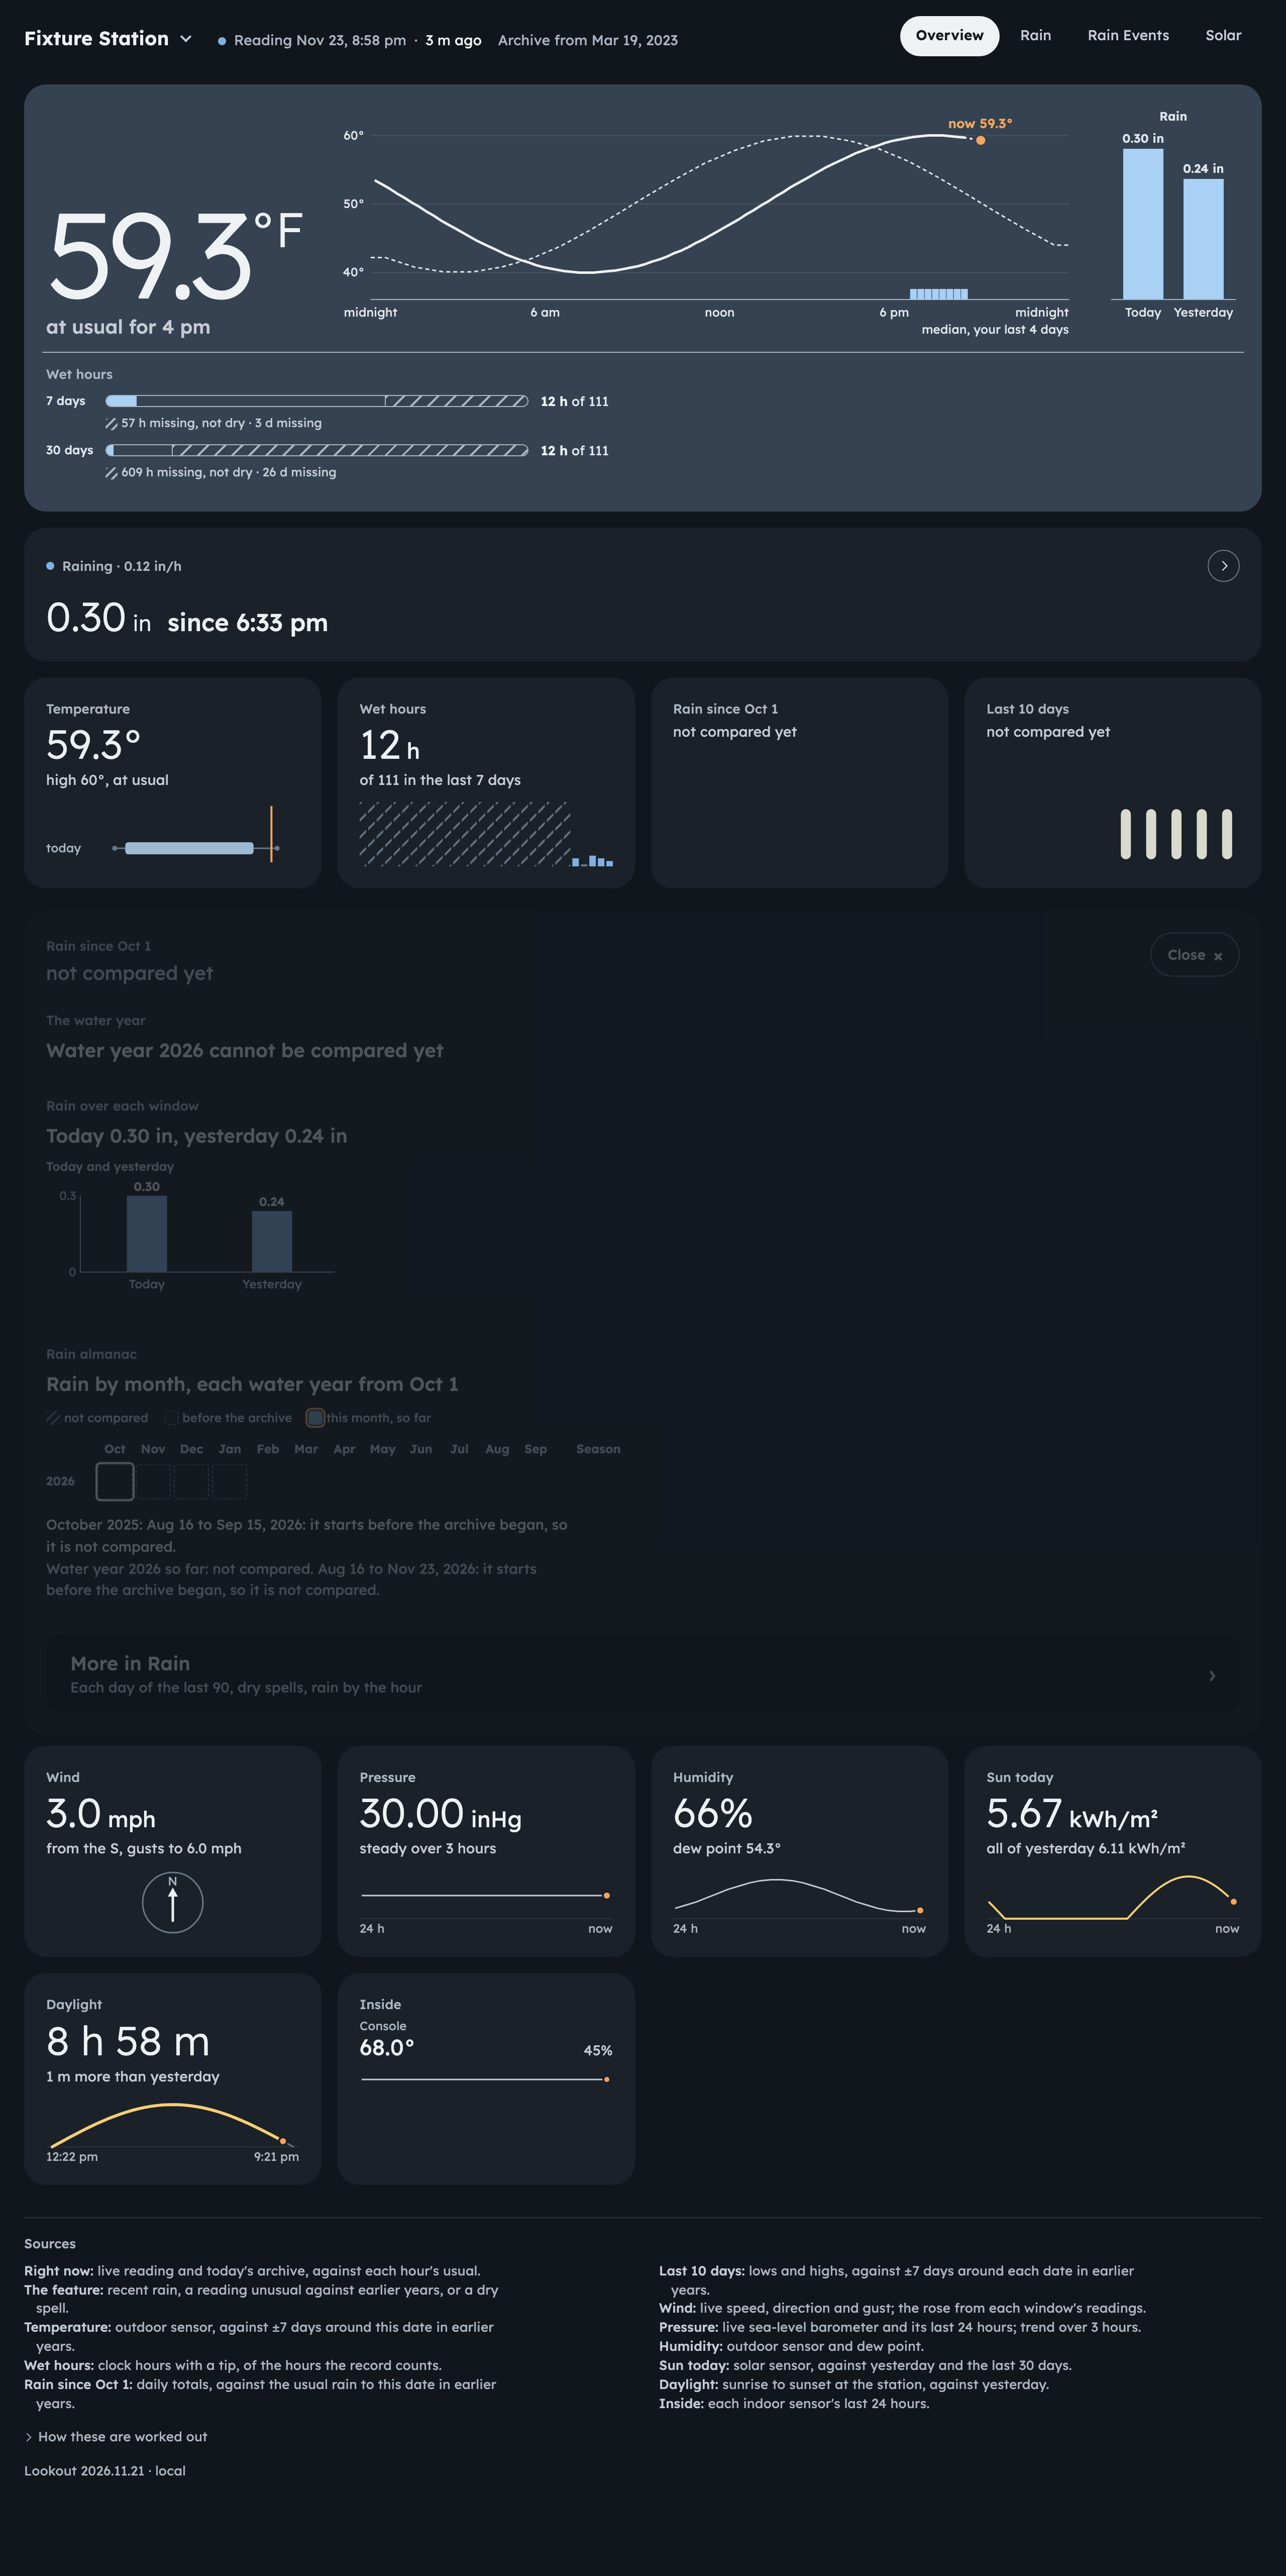 Fixture Station
Reading Nov 23, 8:58 pm · 3 m ago
Archive from Mar 19, 2023
Overview
Rain
Rain Events
Solar
59.3°F
at usual for 4 pm
60°
50°
40°
now 59.3°
midnight
6 am
noon
6 pm
midnight
median, your last 4 days
Rain
0.30 in
0.24 in
Today
Yesterday
Wet hours
7 days
12 h of 111
57 h missing, not dry · 3 d missing
30 days
12 h of 111
609 h missing, not dry · 26 d missing
Raining · 0.12 in/h
0.30 in since 6:33 pm
Temperature
59.3°
high 60°, at usual
today
Wet hours
12 h
of 111 in the last 7 days
Rain since Oct 1
not compared yet
Last 10 days
not compared yet
Rain since Oct 1
not compared yet
Close ×
The water year
Water year 2026 cannot be compared yet
Rain over each window
Today 0.30 in, yesterday 0.24 in
Today and yesterday
0.3
0
0.30
0.24
Today
Yesterday
Rain almanac
Rain by month, each water year from Oct 1
not compared
before the archive
this month, so far
Oct Nov Dec Jan Feb Mar Apr May Jun Jul Aug Sep Season
2026
October 2025: Aug 16 to Sep 15, 2026: it starts before the archive began, so
it is not compared.
Water year 2026 so far: not compared. Aug 16 to Nov 23, 2026: it starts
before the archive began, so it is not compared.
More in Rain
Each day of the last 90, dry spells, rain by the hour
Wind
3.0 mph
from the S, gusts to 6.0 mph
N
Pressure
30.00 inHg
steady over 3 hours
24 h
now
Humidity
66%
dew point 54.3°
24 h
now
Sun today
5.67 kWh/m²
all of yesterday 6.11 kWh/m²
24 h
now
Daylight
8 h 58 m
1 m more than yesterday
12:22 pm
9:21 pm
Inside
Console
68.0°
45%
Sources
Right now: live reading and today's archive, against each hour's usual.
The feature: recent rain, a reading unusual against earlier years, or a dry
spell.
Temperature: outdoor sensor, against ±7 days around this date in earlier
years.
Wet hours: clock hours with a tip, of the hours the record counts.
Rain since Oct 1: daily totals, against the usual rain to this date in earlier
years.
Last 10 days: lows and highs, against ±7 days around each date in earlier
years.
Wind: live speed, direction and gust; the rose from each window's readings.
Pressure: live sea-level barometer and its last 24 hours; trend over 3 hours.
Humidity: outdoor sensor and dew point.
Sun today: solar sensor, against yesterday and the last 30 days.
Daylight: sunrise to sunset at the station, against yesterday.
Inside: each indoor sensor's last 24 hours.
How these are worked out
Lookout 2026.11.21 · local